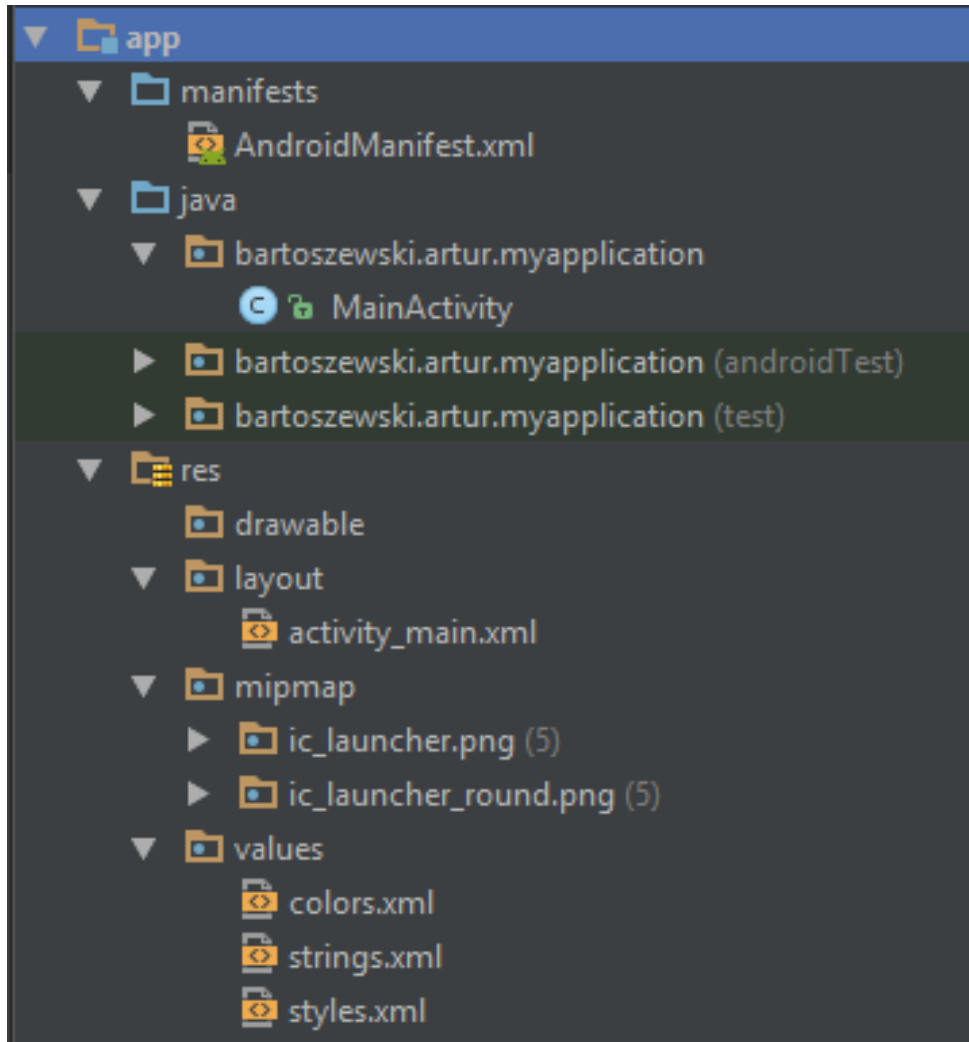 app
manifests
AndroidManifest.xml
java
bartoszewski.artur.myapplication
C MainActivity
bartoszewski.artur.myapplication (androidTest)
bartoszewski.artur.myapplication (test)
res
drawable
layout
activity_main.xml
mipmap
ic_launcher.png (5)
ic_launcher_round.png (5)
values
colors.xml
strings.xml
styles.xml